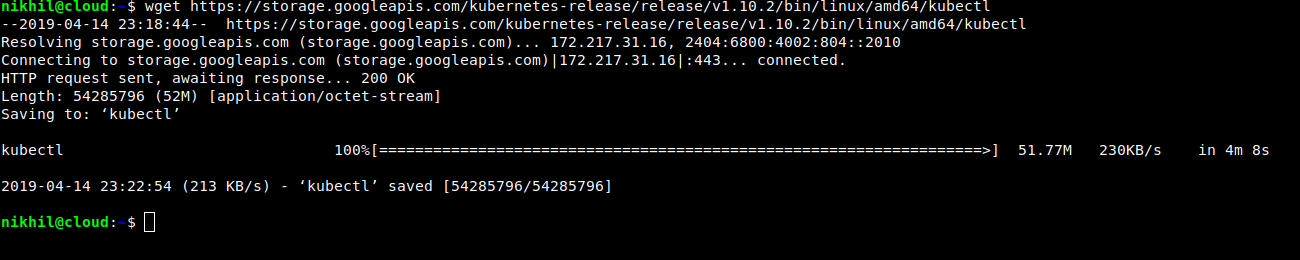 nikhil@cloud:~$ wget https://storage.googleapis.com/kubernetes-release/release/v1.10.2/bin/linux/amd64/kubectl
--2019-04-14 23:18:44--  https://storage.googleapis.com/kubernetes-release/release/v1.10.2/bin/linux/amd64/kubectl
Resolving storage.googleapis.com (storage.googleapis.com)... 172.217.31.16, 2404:6800:4002:804::2010
Connecting to storage.googleapis.com (storage.googleapis.com)|172.217.31.16|:443... connected.
HTTP request sent, awaiting response... 200 OK
Length: 54285796 (52M) [application/octet-stream]
Saving to: ‘kubectl’
kubectl 100%[===================================================================>] 51.77M 230KB/s in 4m 8s
2019-04-14 23:22:54 (213 KB/s) - ‘kubectl’ saved [54285796/54285796]
nikhil@cloud:~$